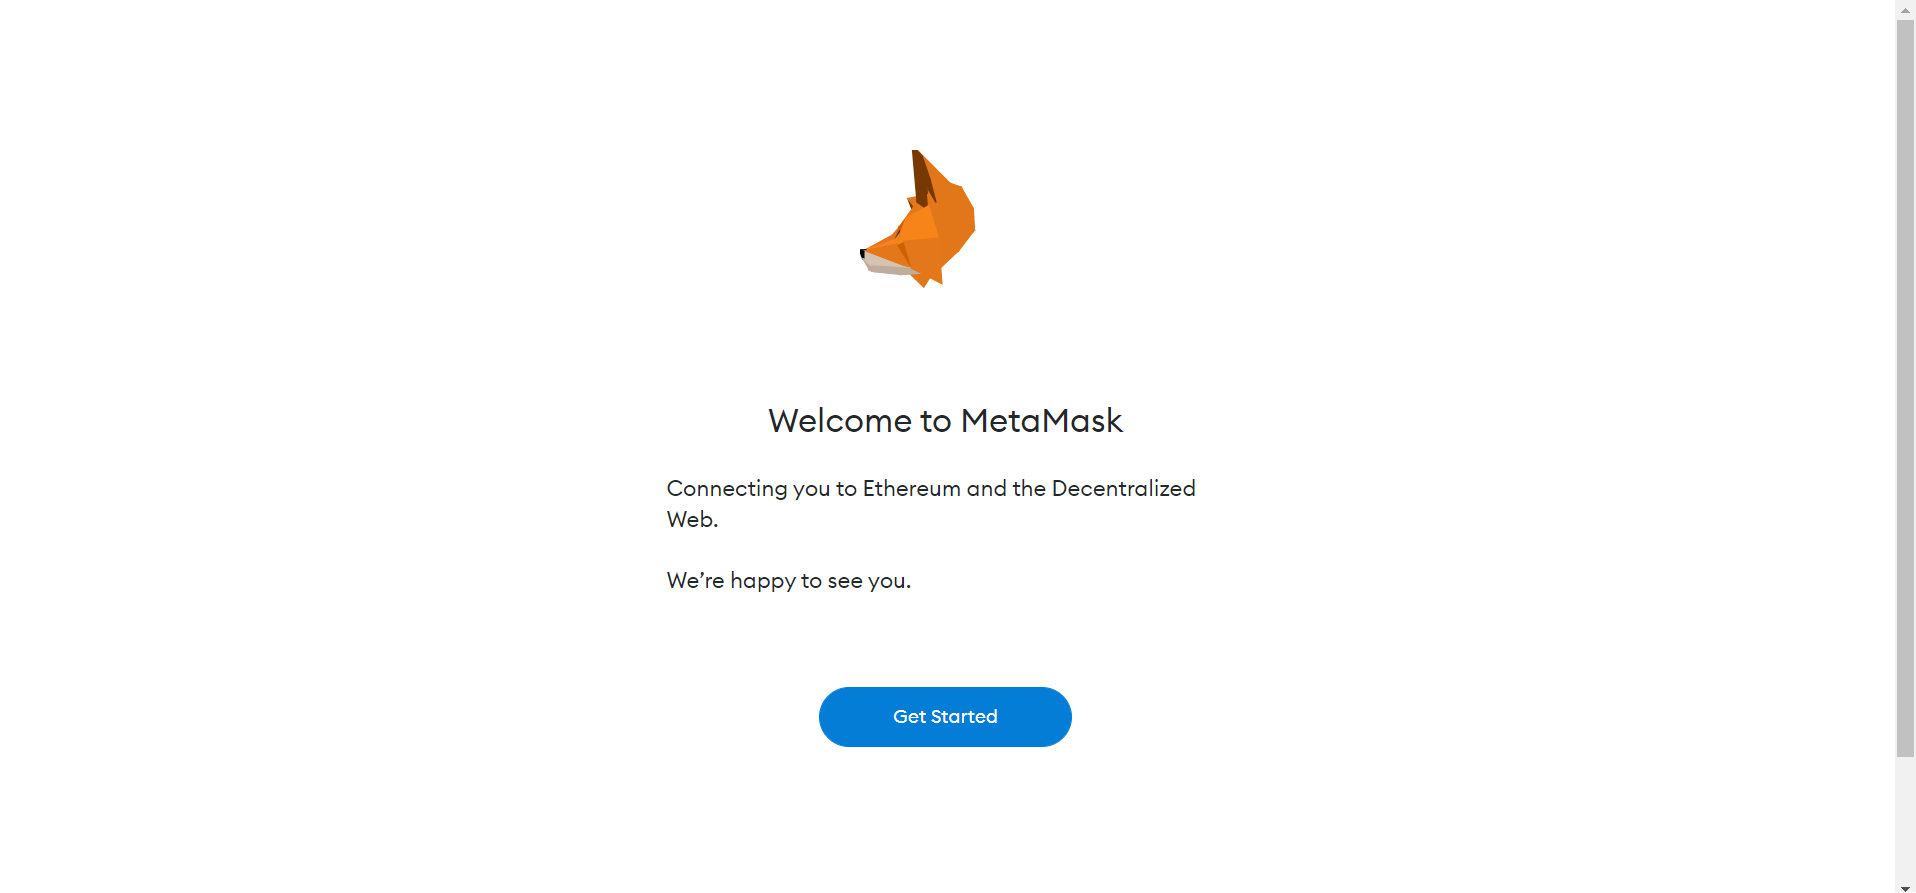 Welcome to MetaMask
Connecting you to Ethereum and the Decentralized
Web.
We’re happy to see you.
Get Started